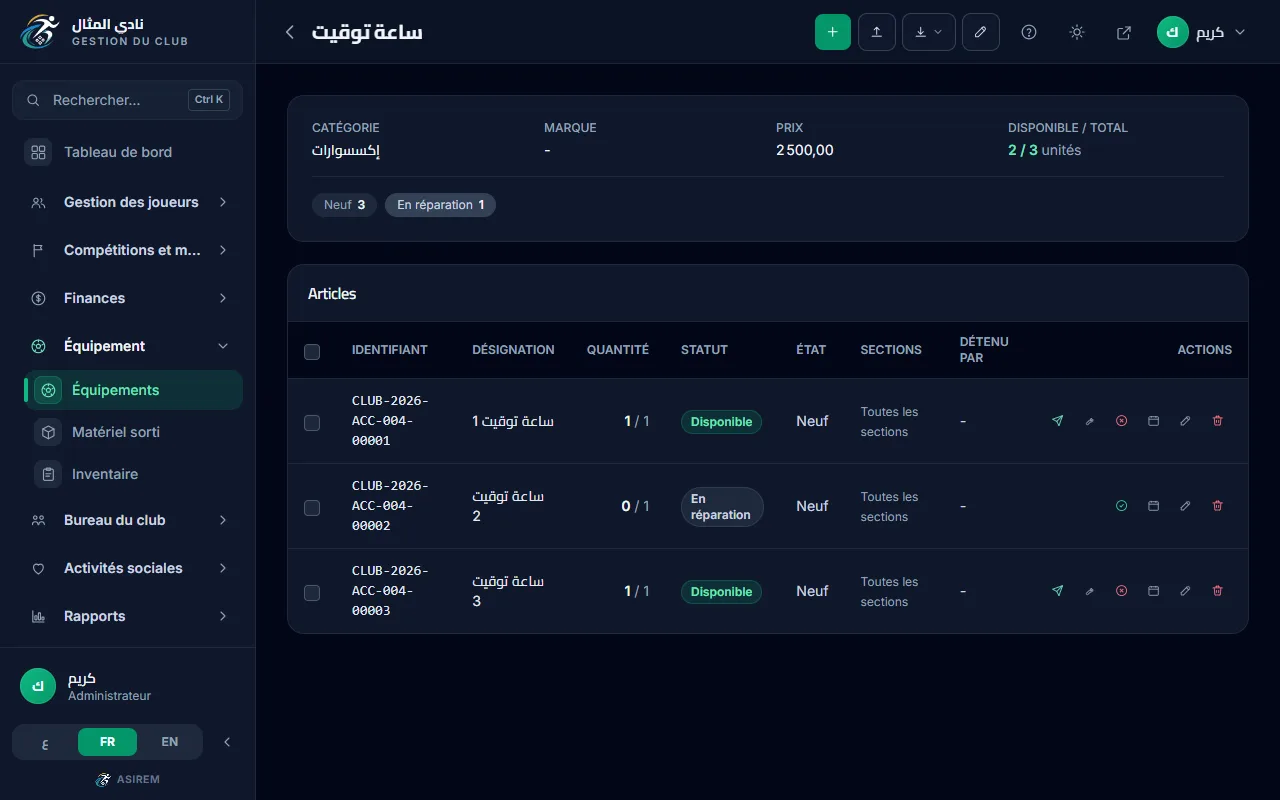 نادي المثال
GESTION DU CLUB
Rechercher...
Ctrl K
Tableau de bord
Gestion des joueurs
Compétitions et m...
Finances
Équipement
Équipements
Matériel sorti
Inventaire
Bureau du club
Activités sociales
Rapports
ك
كريم
Administrateur
ع
FR
EN
ASIREM
ساعة توقيت
ك
كريم
CATÉGORIE
إكسسوارات
MARQUE
-
PRIX
2 500,00
DISPONIBLE / TOTAL
2 / 3 unités
Neuf 3
En réparation 1
Articles
IDENTIFIANT
DÉSIGNATION
QUANTITÉ
STATUT
ÉTAT
SECTIONS
DÉTENU
PAR
ACTIONS
CLUB-2026-
ACC-004-
00001
ساعة توقيت 1
1 / 1
Disponible
Neuf
Toutes les
sections
-
CLUB-2026-
ACC-004-
00002
ساعة توقيت
2
0 / 1
En
réparation
Neuf
Toutes les
sections
-
CLUB-2026-
ACC-004-
00003
ساعة توقيت
3
1 / 1
Disponible
Neuf
Toutes les
sections
-